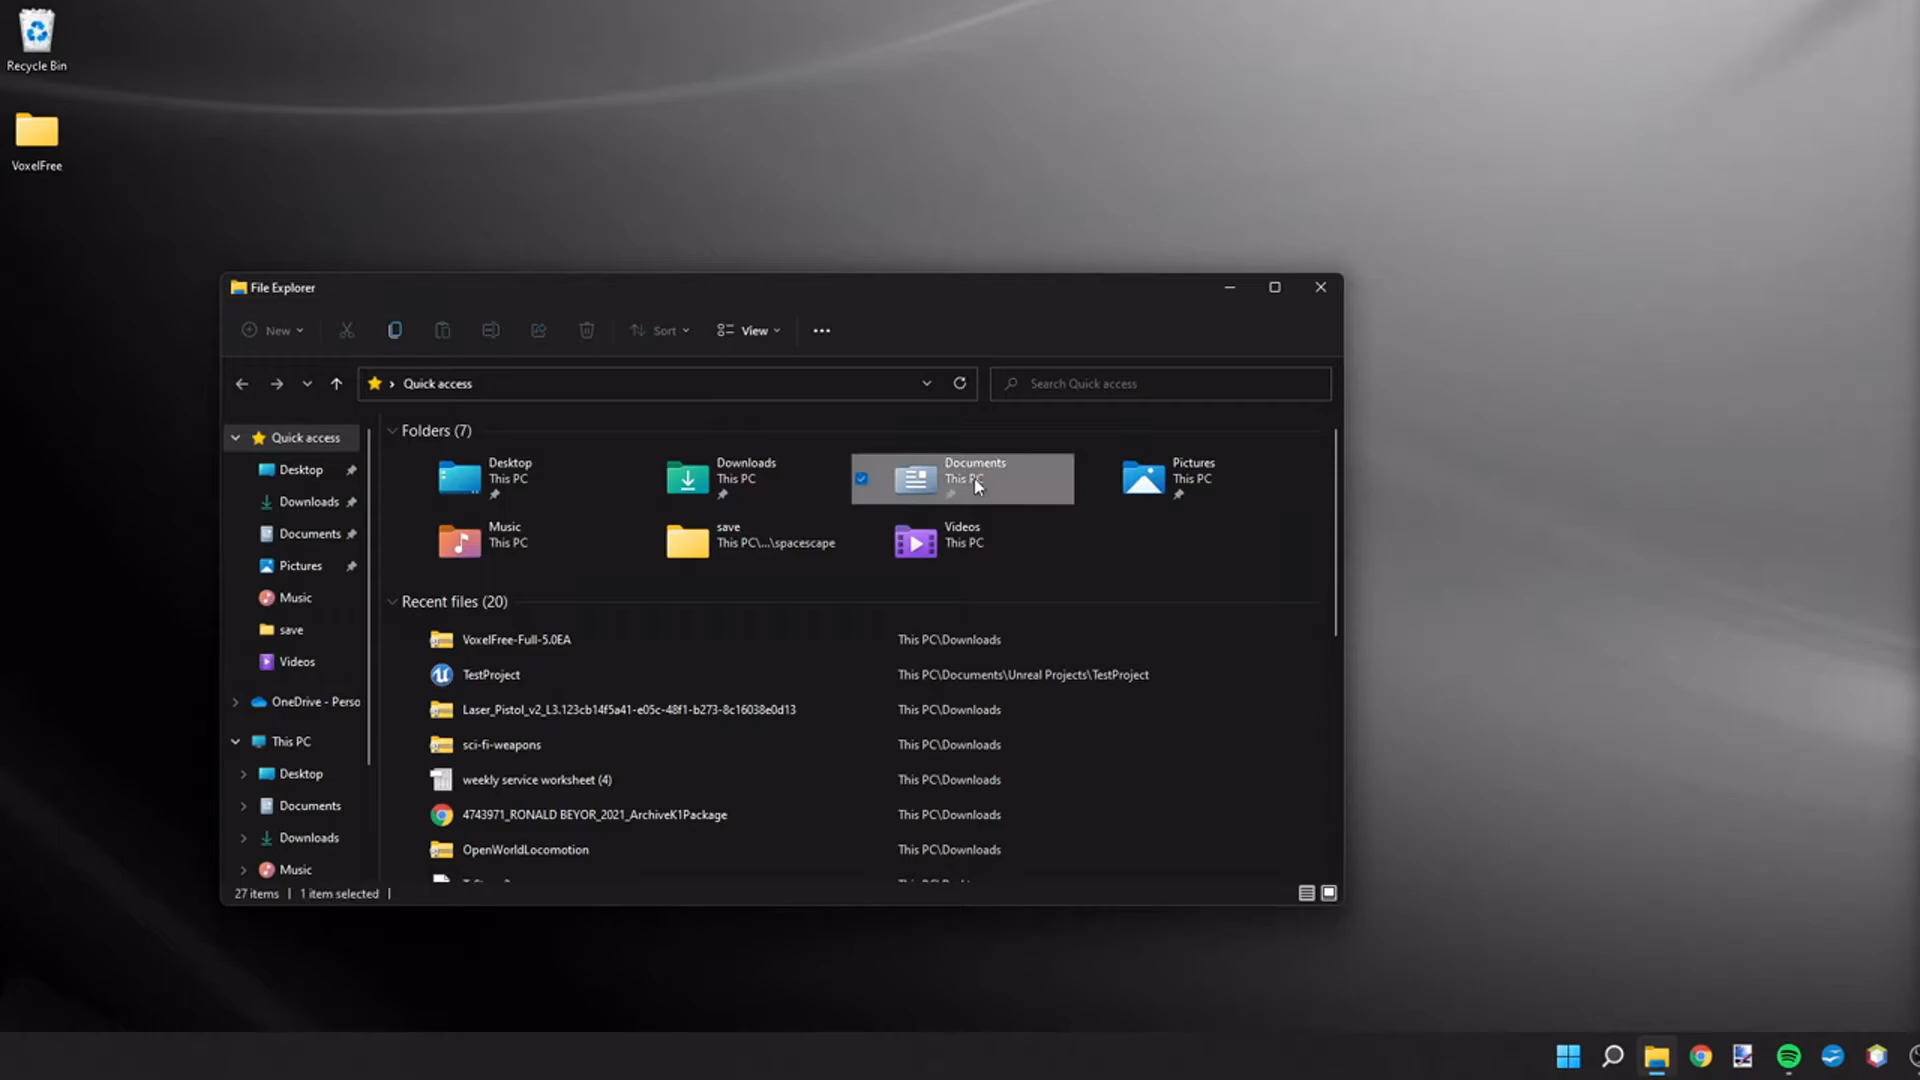 Recycle Bin
VoxelFree
File Explorer
New
Sort
View
Quick access
Search Quick access
Quick access
Desktop
Downloads
Documents
Pictures
Music
save
Videos
OneDrive - Perso
This PC
Desktop
Documents
Downloads
Music
Folders (7)
Desktop
This PC
Downloads
This PC
Documents
This PC
Pictures
This PC
Music
This PC
save
This PC\...\spacescape
Videos
This PC
Recent files (20)
VoxelFree-Full-5.0EA This PC\Downloads
TestProject This PC\Documents\Unreal Projects\TestProject
Laser_Pistol_v2_L3.123cb14f5a41-e05c-48f1-b273-8c16038e0d13 This PC\Downloads
sci-fi-weapons This PC\Downloads
weekly service worksheet (4) This PC\Downloads
4743971_RONALD BEYOR_2021_ArchiveK1Package This PC\Downloads
OpenWorldLocomotion This PC\Downloads
27 items
1 item selected